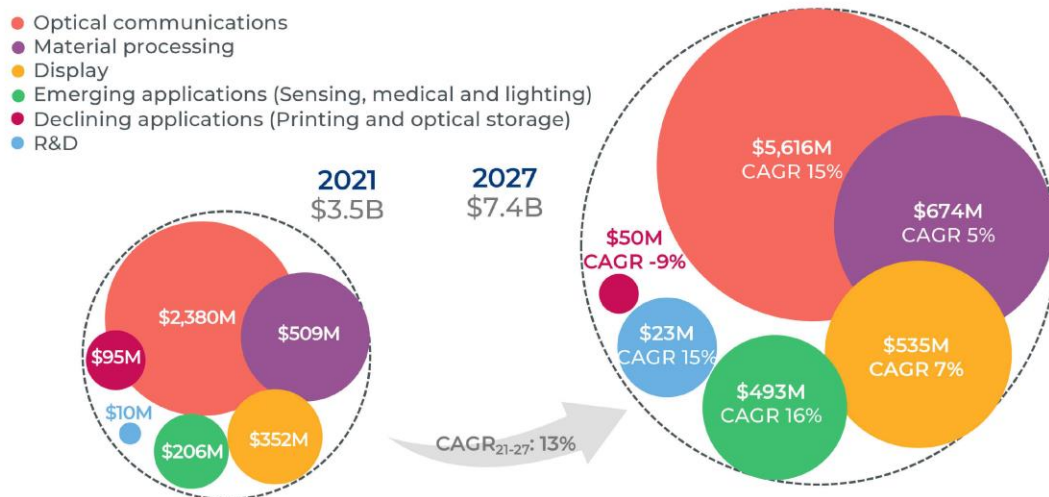 Optical communications
Material processing
Display
Emerging applications (Sensing, medical and lighting)
Declining applications (Printing and optical storage)
R&D
2021
$3.5B
2027
$7.4B
$2,380M
$509M
$95M
$10M
$206M
$352M
CAGR21-27: 13%
$5,616M
CAGR 15%
$674M
CAGR 5%
$50M
CAGR -9%
$23M
CAGR 15%
$535M
CAGR 7%
$493M
CAGR 16%